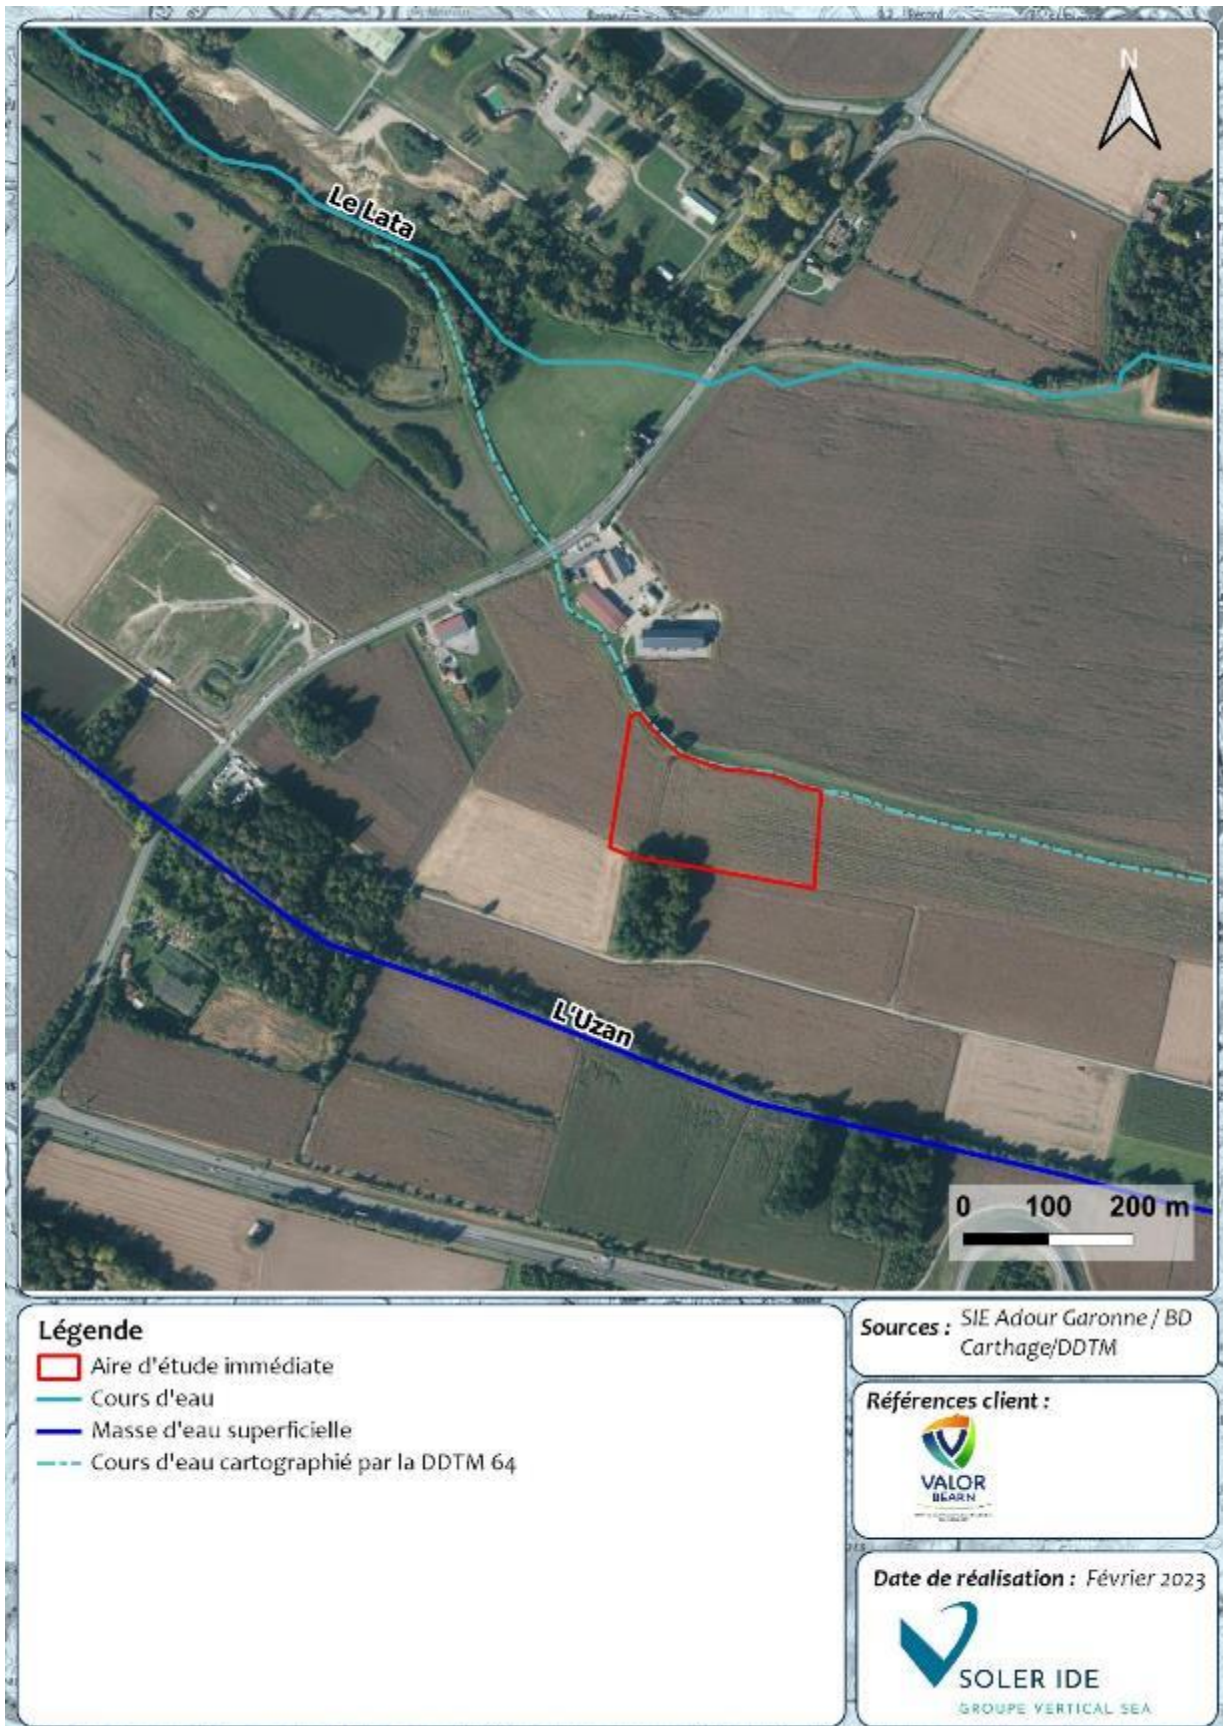 Record
N
Le Lata
L'Uzan
0 100 200 m
Légende
Aire d'étude immédiate
Cours d'eau
Masse d'eau superficielle
Cours d'eau cartographié par la DDTM 64
Sources : SIE Adour Garonne / BD
Carthage/DDTM
Références client :
VALOR
BÉARN
Date de réalisation : Février 2023
SOLER IDE
GROUPE VERTICAL SEA